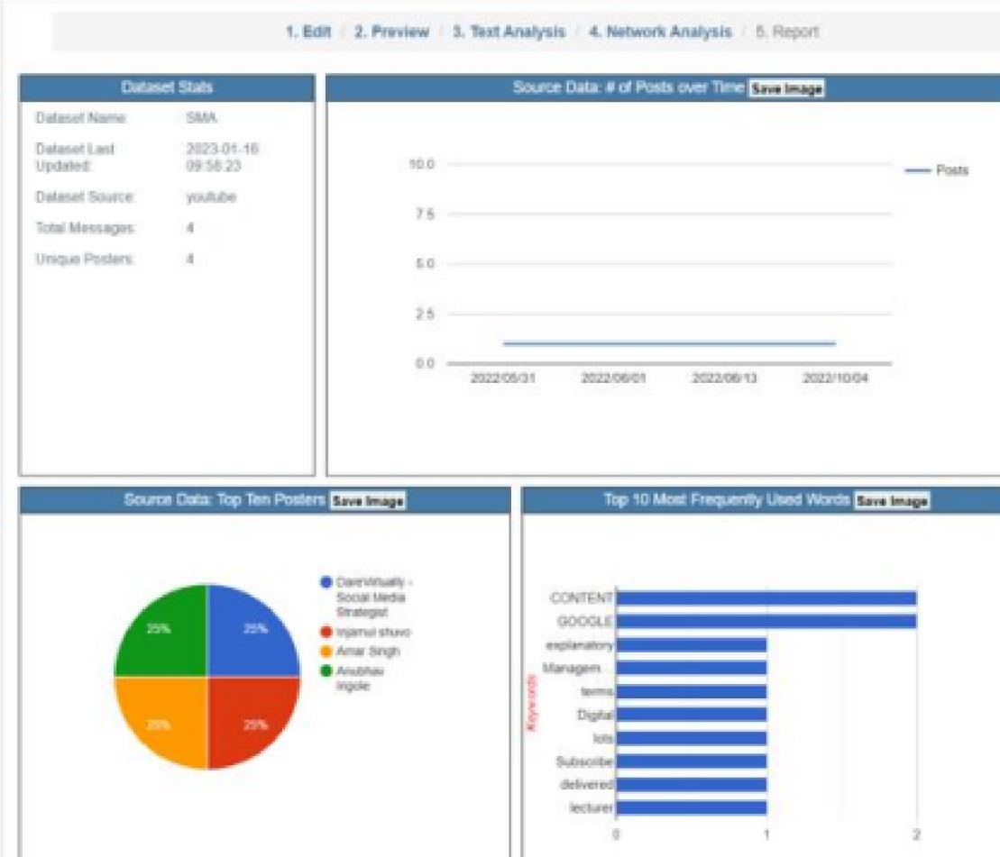 1. Edit / 2. Preview / 3. Text Analysis / 4. Network Analysis / 5. Report
Dataset Stats
Dataset Name: SMA
Dataset Last 2023-01-16
Updated: 09:58:23
Dataset Source: youtube
Total Messages: 4
Unique Posters: 4
Source Data: # of Posts over Time Save Image
10.0
Posts
7.5
5.0
2.5
0.0
2022/05/31 2022/06/01 2022/06/13 2022/10/04
Source Data: Top Ten Posters Save Image
DareVirtually -
Social Media
Strategist
Injamul shuvo
Amar Singh
Anubhav
Ingole
25% 25%
25% 25%
Top 10 Most Frequently Used Words Save Image
Keywords
CONTENT
GOOGLE
explanatory
Managem...
terms
Digital
lots
Subscribe
delivered
lecturer
0 1 2